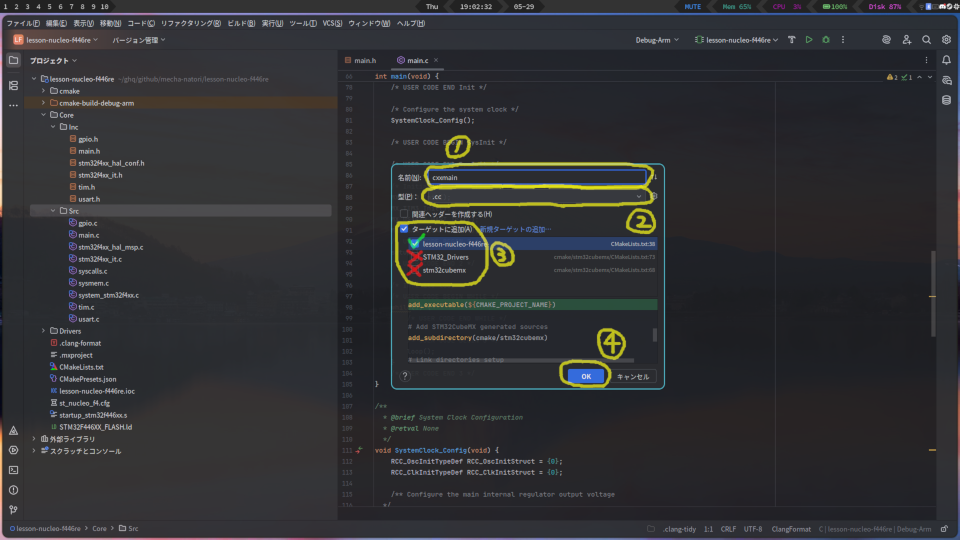 1 2 3 4 5 6 7 8 9 10 Thu 19:02:32 05-29 MUTE Mem 65% CPU 3% 100% Disk 87%
ファイル(F) 編集(E) 表示(V) 移動(N) コード(C) リファクタリング(R) ビルド(B) 実行(U) ツール(T) VCS(S) ウィンドウ(W) ヘルプ(H)
LF lesson-nucleo-f446re バージョン管理 Debug-Arm lesson-nucleo-f446re
プロジェクト
main.h main.c
lesson-nucleo-f446re ~/ghq/github/mecha-natori/lesson-nucleo-f446re
cmake
cmake-build-debug-arm
Core
Inc
gpio.h
main.h
stm32f4xx_hal_conf.h
stm32f4xx_it.h
tim.h
usart.h
Src
gpio.c
main.c
stm32f4xx_hal_msp.c
stm32f4xx_it.c
syscalls.c
sysmem.c
system_stm32f4xx.c
tim.c
usart.c
Drivers
.clang-format
.mxproject
CMakeLists.txt
CMakePresets.json
lesson-nucleo-f446re.ioc
st_nucleo_f4.cfg
startup_stm32f446xx.s
STM32F446XX_FLASH.ld
外部ライブラリ
スクラッチとコンソール
int main(void) {
2 1
78 /* USER CODE END Init */
79
80 /* Configure the system clock */
81 SystemClock_Config();
82
83 /* USER CODE SysInit */
①
名前(N): cxxmain
型(P): .cc
②
関連ヘッダーを作成する(H)
ターゲットに追加(A) 新規ターゲットの追加…
lesson-nucleo-f446re CMakeLists.txt:36
STM32_Drivers cmake/stm32cubemx/CMakeLists.txt:73
stm32cubemx cmake/stm32cubemx/CMakeLists.txt:60
③
add_executable(${CMAKE_PROJECT_NAME})
# Add STM32CubeMX generated sources
add_subdirectory(cmake/stm32cubemx)
# Link directories setup
④
? OK キャンセル
105 }
106
107 /**
108 * @brief System Clock Configuration
109 * @retval None
110 */
111 void SystemClock_Config(void) {
112 RCC_OscInitTypeDef RCC_OscInitStruct = {0};
113 RCC_ClkInitTypeDef RCC_ClkInitStruct = {0};
114
115 /** Configure the main internal regulator output voltage
*/
lesson-nucleo-f446re > Core > Src .clang-tidy 1:1 CRLF UTF-8 ClangFormat C | lesson-nucleo-f446re | Debug-Arm